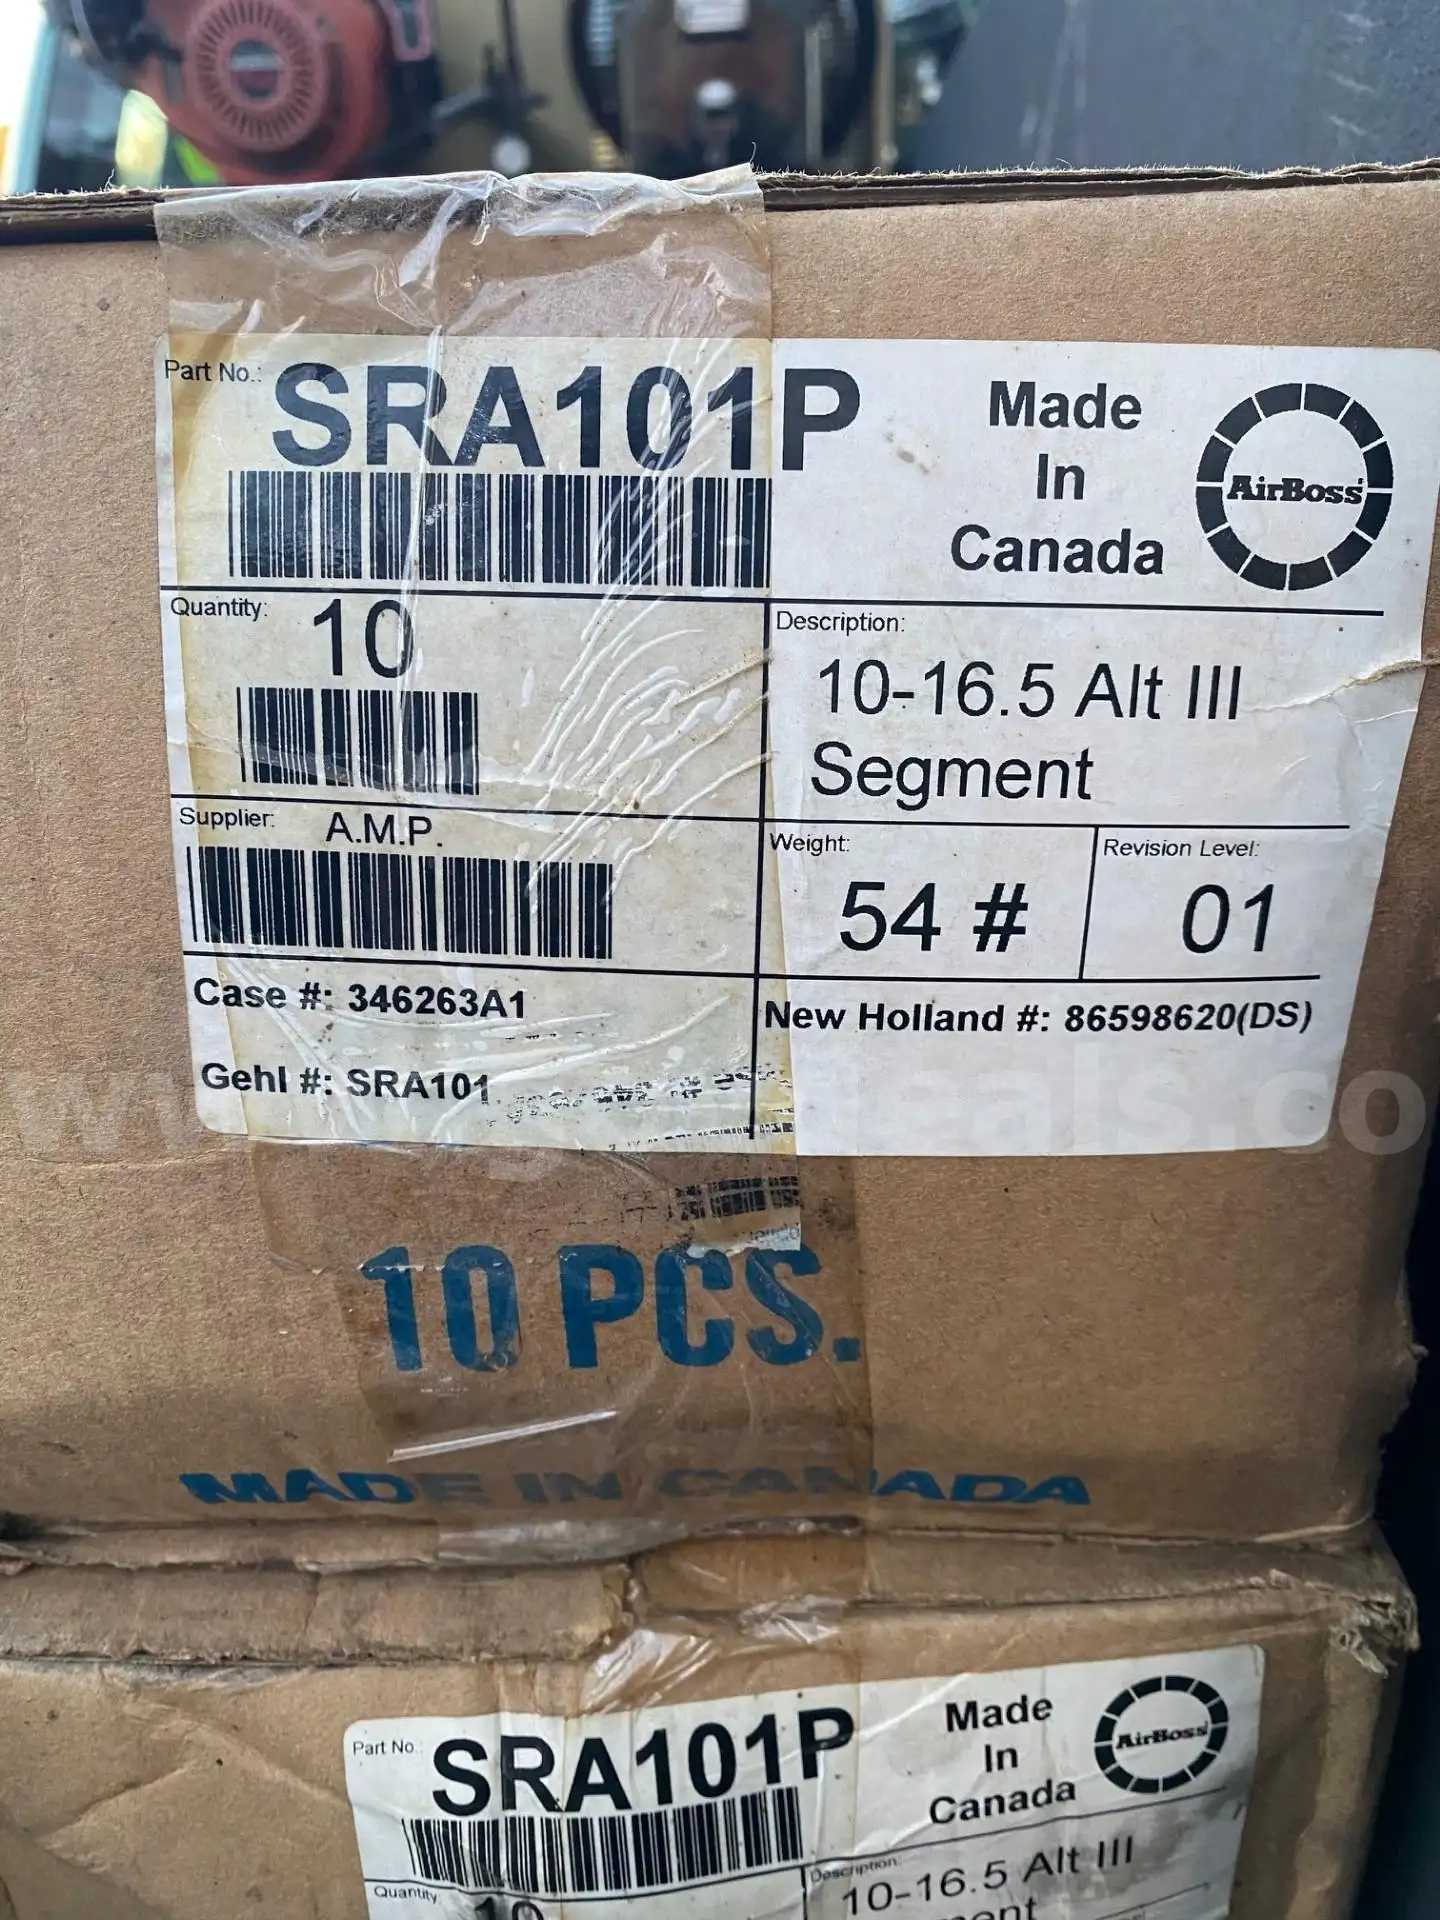 Part No.: SRA101P
Made
In
Canada
AirBoss
Quantity: 10
Description:
10-16.5 Alt III
Segment
Supplier: A.M.P.
Weight:
54 #
Revision Level:
01
Case #: 346263A1
New Holland #: 86598620(DS)
Gehl #: SRA101
10 PCS.
MADE IN CANADA
Part No.: SRA101P
Made
In
Canada
AirBoss
Quantity
10
Description:
10-16.5 Alt III